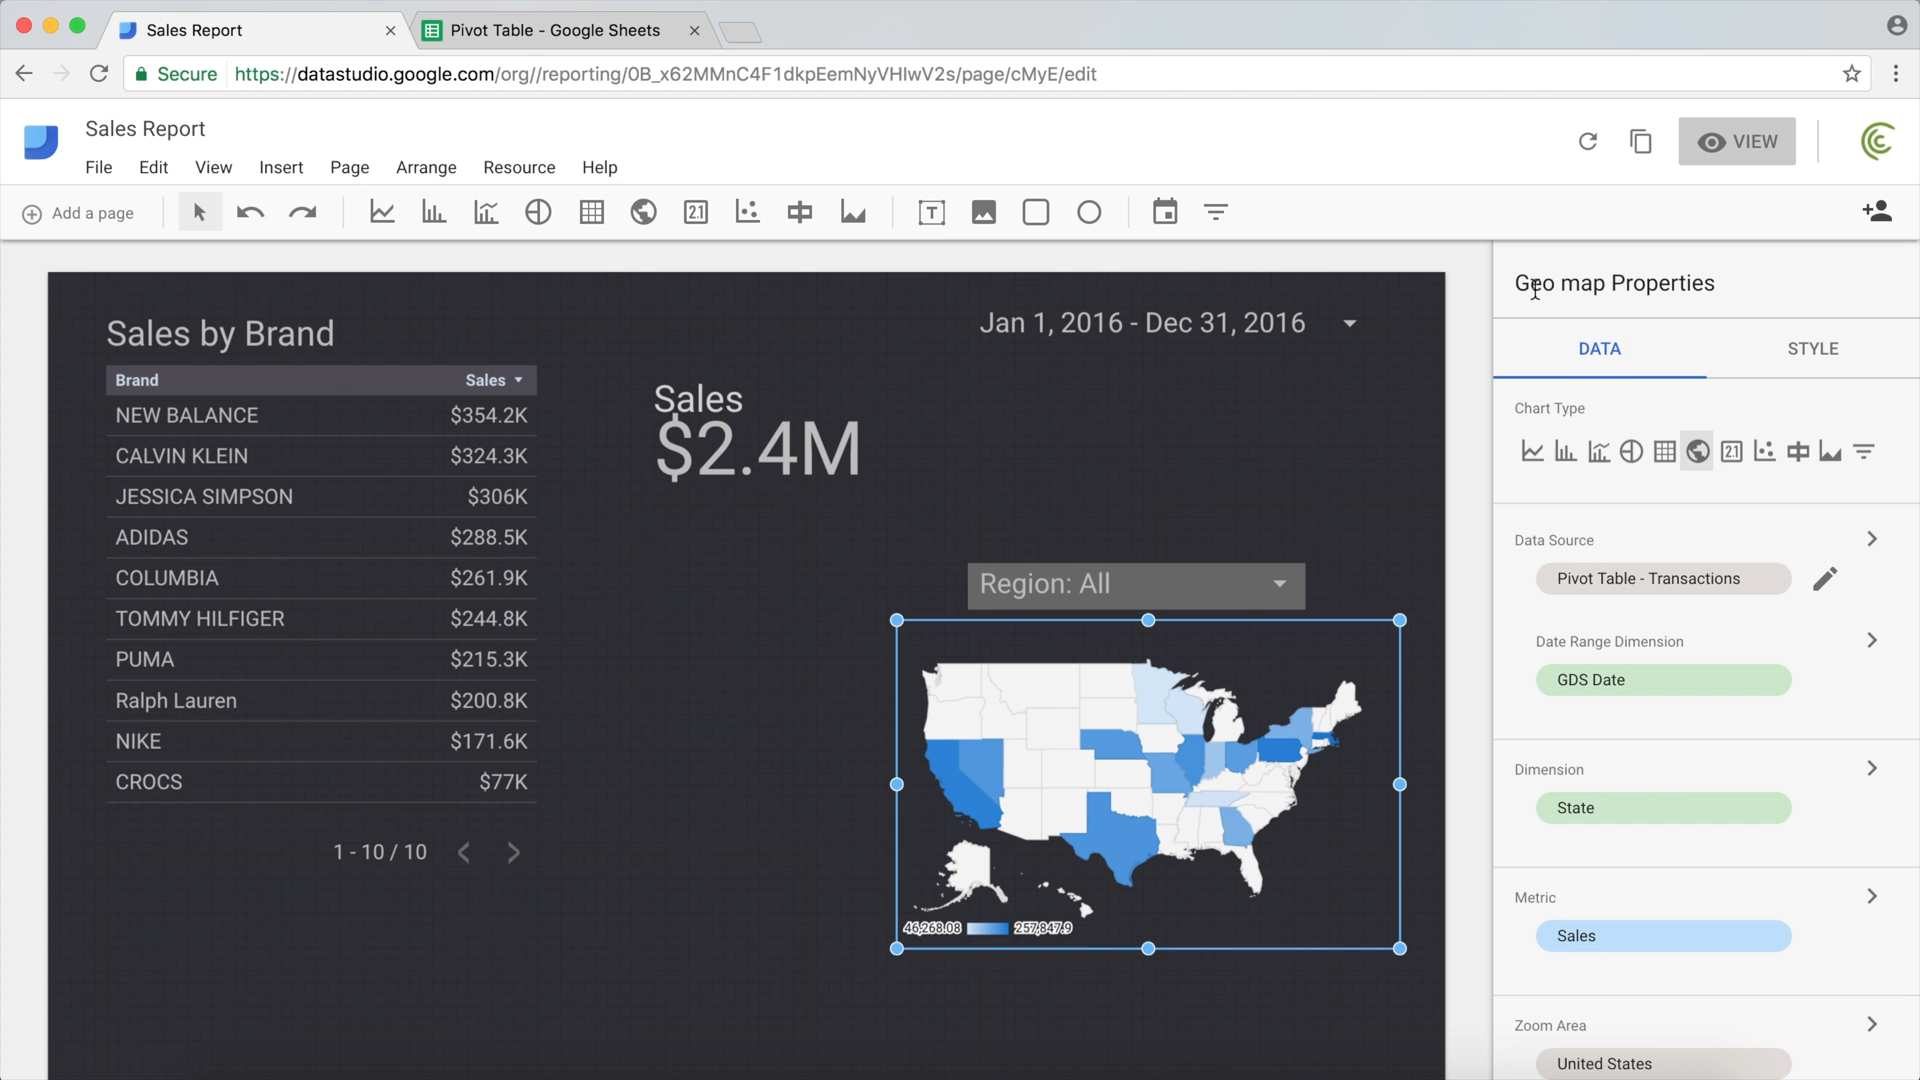 Sales Report
Pivot Table - Google Sheets
Secure https://datastudio.google.com/org//reporting/0B_x62MMnC4F1dkpEemNyVHIwV2s/page/cMyE/edit
Sales Report
VIEW
File Edit View Insert Page Arrange Resource Help
Add a page
2.1
T
Geo map Properties
DATA STYLE
Chart Type
2.1
Data Source
Pivot Table - Transactions
Date Range Dimension
GDS Date
Dimension
State
Metric
Sales
Zoom Area
United States
Jan 1, 2016 - Dec 31, 2016
Sales by Brand
Brand Sales
NEW BALANCE $354.2K
CALVIN KLEIN $324.3K
JESSICA SIMPSON $306K
ADIDAS $288.5K
COLUMBIA $261.9K
TOMMY HILFIGER $244.8K
PUMA $215.3K
Ralph Lauren $200.8K
NIKE $171.6K
CROCS $77K
1 - 10 / 10
Sales
$2.4M
Region: All
46,268.08 257,847.9